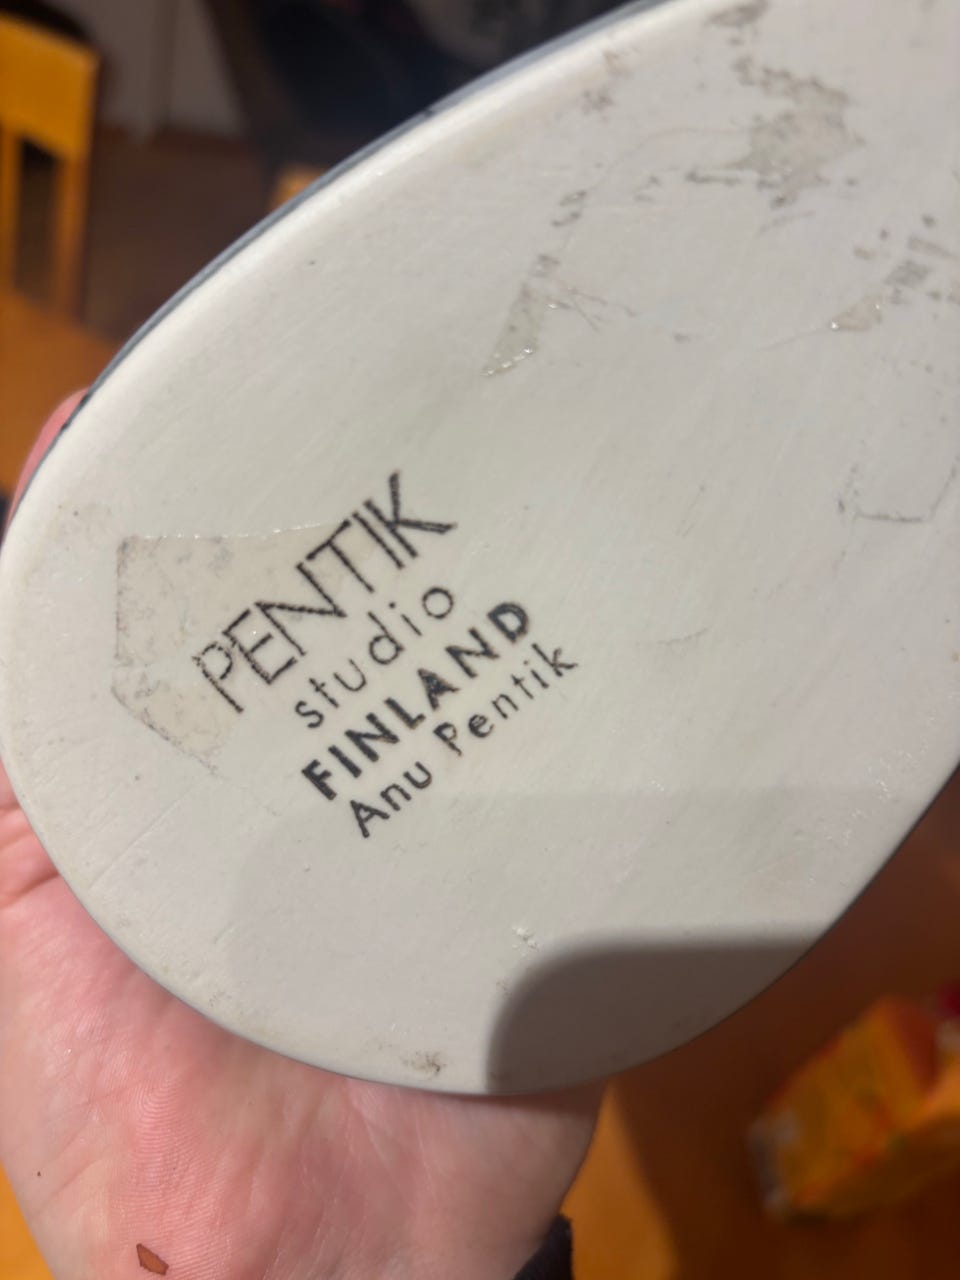 PENTIK
studio
FINLAND
Anu Pentik